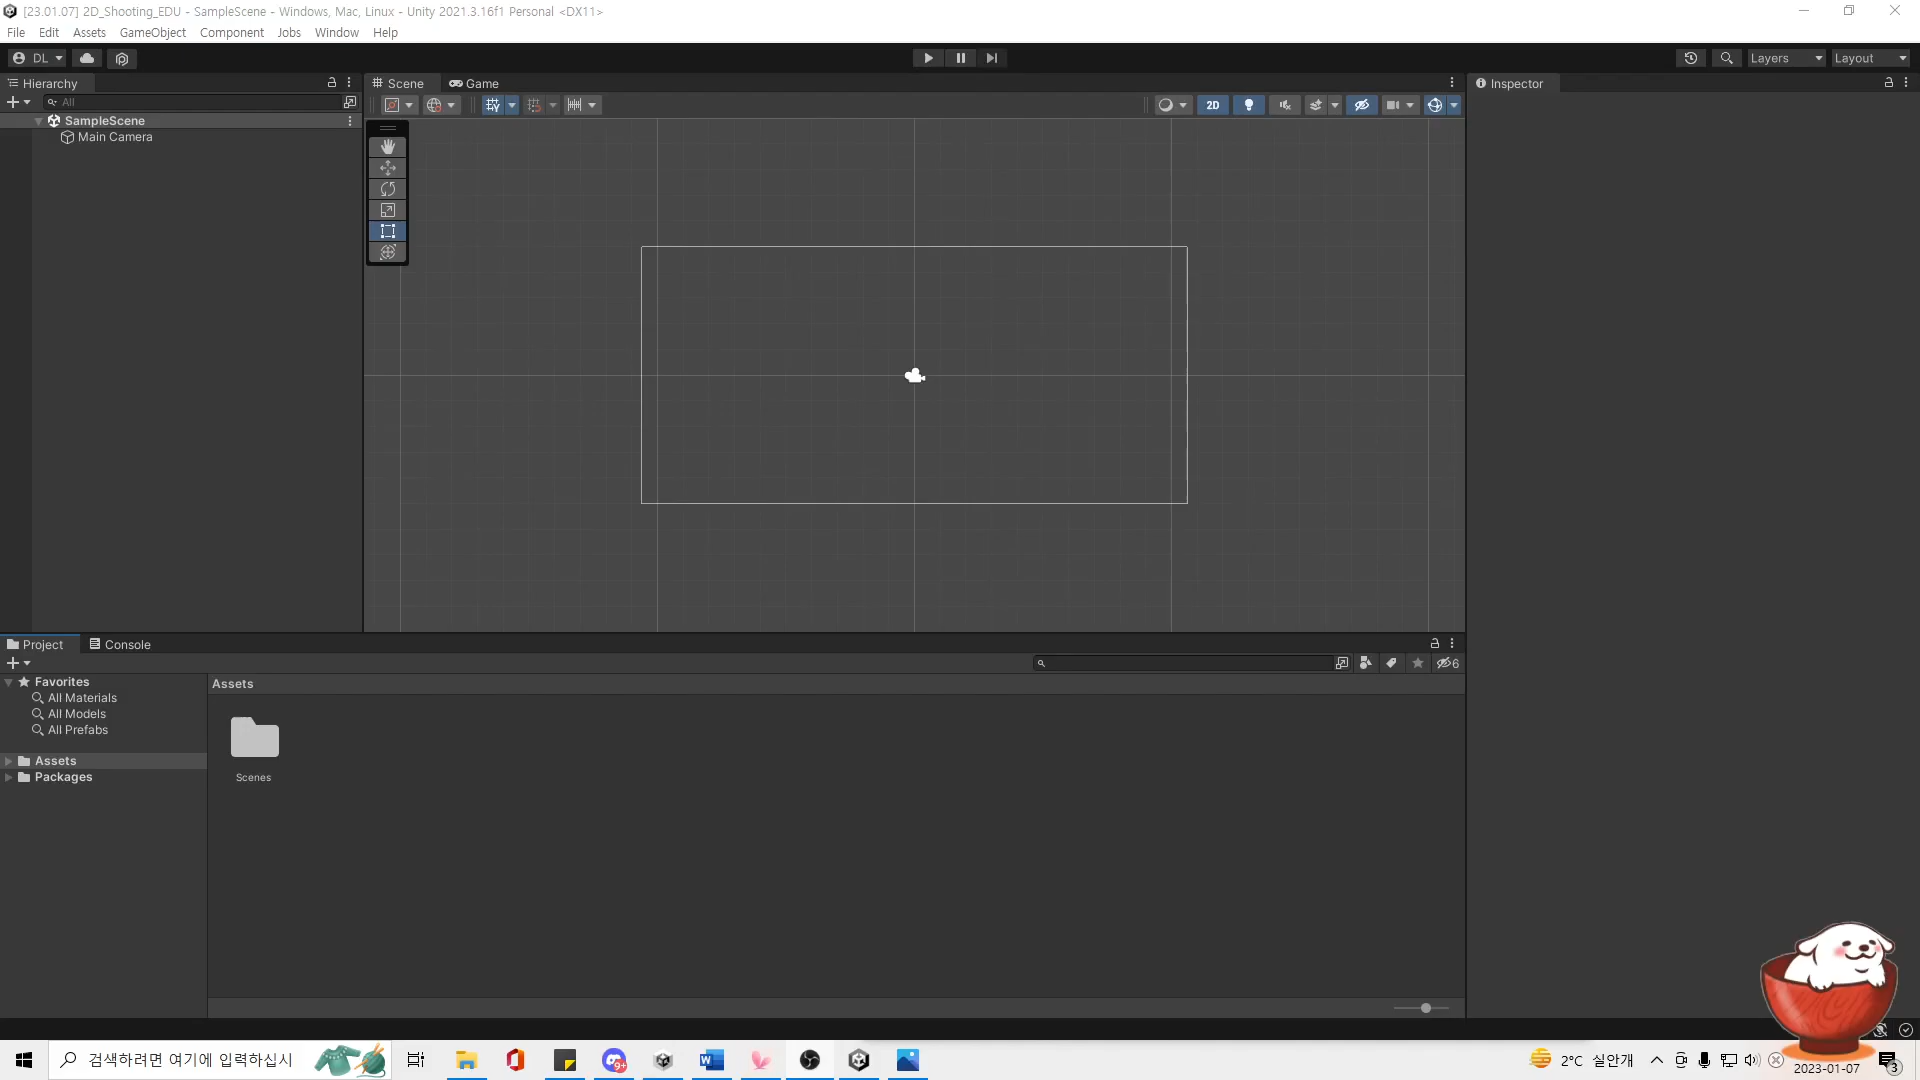 [23.01.07] 2D_Shooting_EDU - SampleScene - Windows, Mac, Linux - Unity 2021.3.16f1 Personal <DX11>
File Edit Assets GameObject Component Jobs Window Help
DL Layers Layout
Hierarchy Scene Game Inspector
All 2D
SampleScene
Main Camera
Project Console
6
Favorites Assets
All Materials
All Models
All Prefabs
Assets
Packages
Scenes
검색하려면 여기에 입력하십시 9+ 2°C 실안개 2023-01-07 3